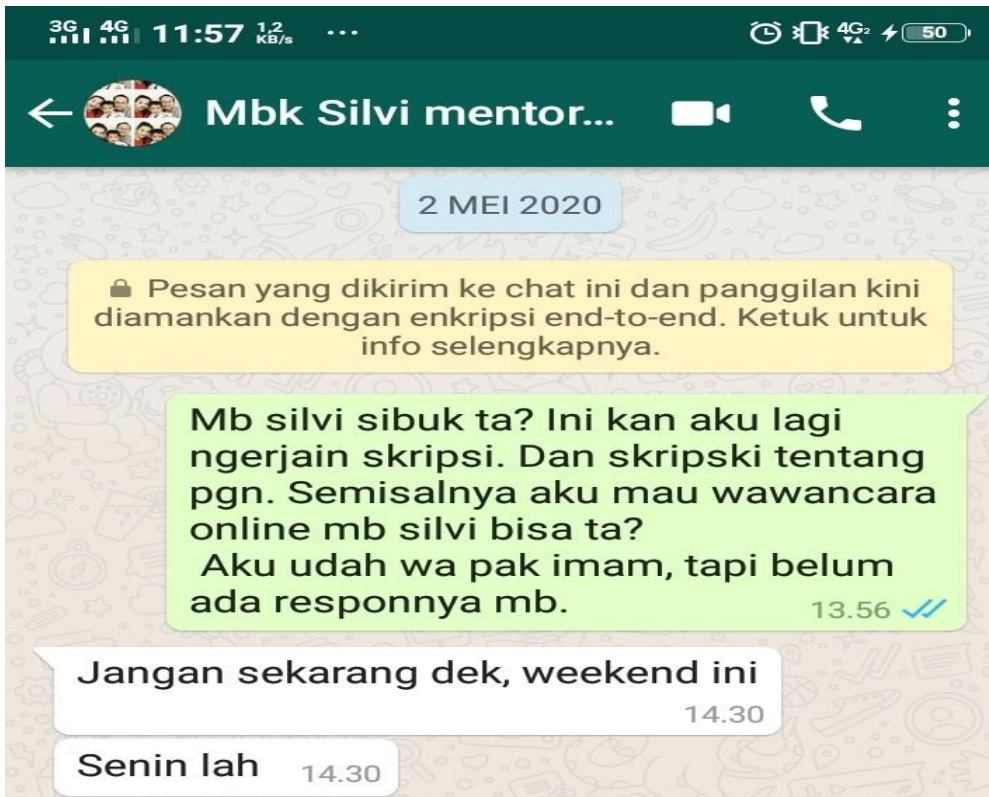 3G 4G 11:57 1,2 KB/s ... 4G2 50
Mbk Silvi mentor...
2 MEI 2020
Pesan yang dikirim ke chat ini dan panggilan kini
diamankan dengan enkripsi end-to-end. Ketuk untuk
info selengkapnya.
Mb silvi sibuk ta? Ini kan aku lagi
ngerjain skripsi. Dan skripski tentang
pgn. Semisalnya aku mau wawancara
online mb silvi bisa ta?
Aku udah wa pak imam, tapi belum
ada responnya mb. 13.56
Jangan sekarang dek, weekend ini
14.30
Senin lah 14.30